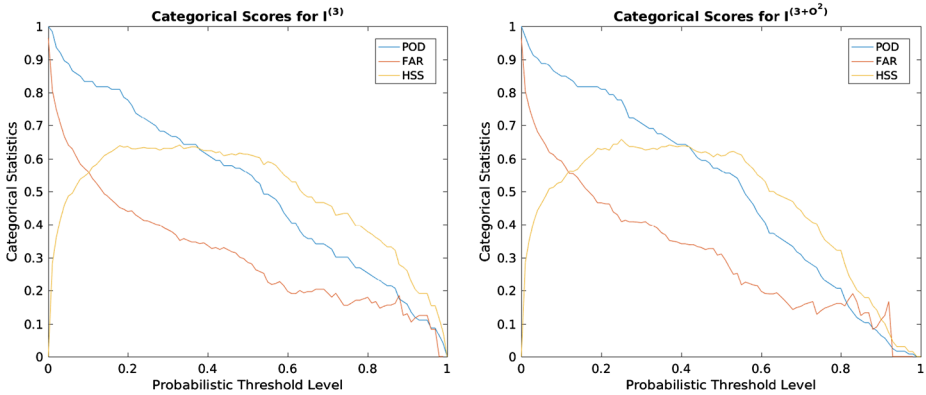 Categorical Scores for I(3)
POD
FAR
HSS
Categorical Statistics
1
0.9
0.8
0.7
0.6
0.5
0.4
0.3
0.2
0.1
0
0
0.2
0.4
0.6
0.8
1
Probabilistic Threshold Level
Categorical Scores for I(3+O²)
POD
FAR
HSS
Categorical Statistics
1
0.9
0.8
0.7
0.6
0.5
0.4
0.3
0.2
0.1
0
0
0.2
0.4
0.6
0.8
1
Probabilistic Threshold Level